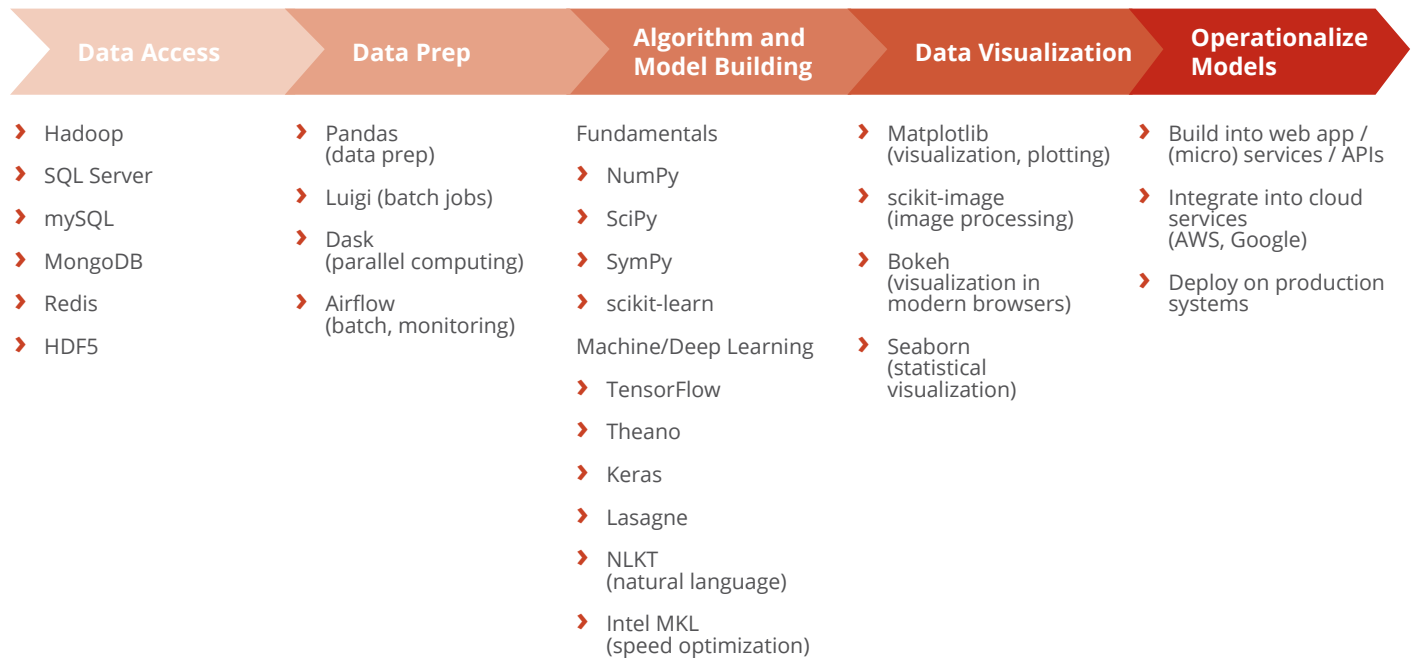 Data Access
Data Prep
Algorithm and
Model Building
Data Visualization
Operationalize
Models
Hadoop
SQL Server
mySQL
MongoDB
Redis
HDF5
Pandas
(data prep)
Luigi (batch jobs)
Dask
(parallel computing)
Airflow
(batch, monitoring)
Fundamentals
NumPy
SciPy
SymPy
scikit-learn
Machine/Deep Learning
TensorFlow
Theano
Keras
Lasagne
NLKT
(natural language)
Intel MKL
(speed optimization)
Matplotlib
(visualization, plotting)
scikit-image
(image processing)
Bokeh
(visualization in
modern browsers)
Seaborn
(statistical
visualization)
Build into web app /
(micro) services / APIs
Integrate into cloud
services
(AWS, Google)
Deploy on production
systems